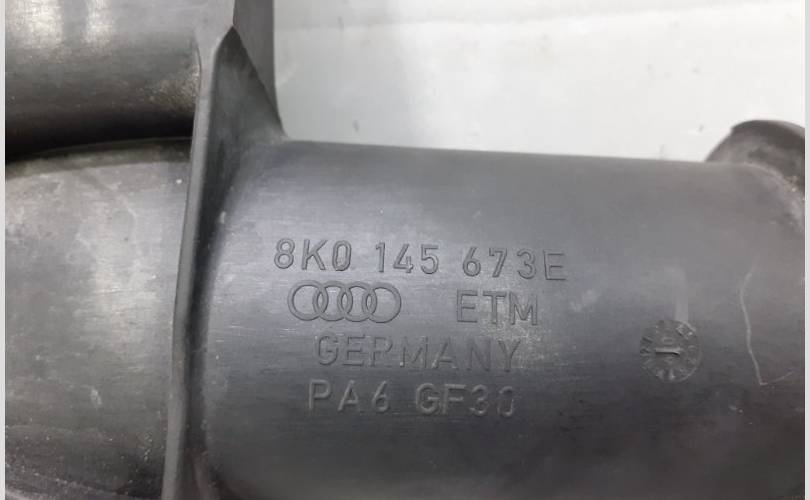 8K0 145 673E
ETM
GERMANY
PA6 GF30